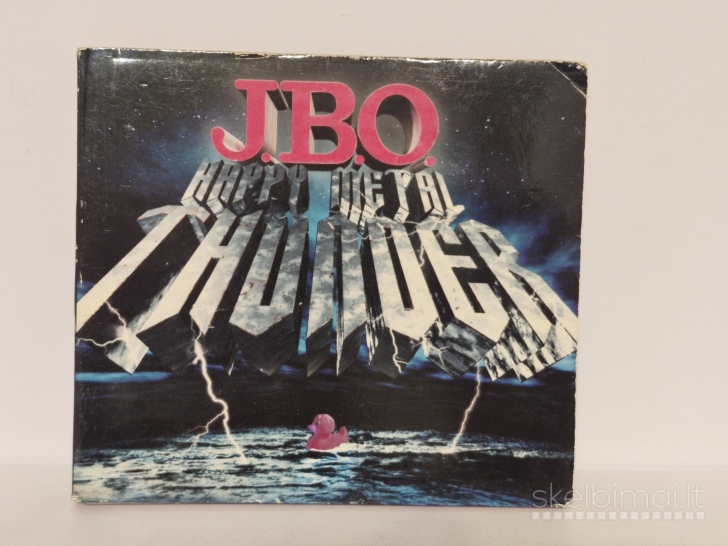 J.B.O.
HAPPY METAL
THUNDER
skelbimai.lt